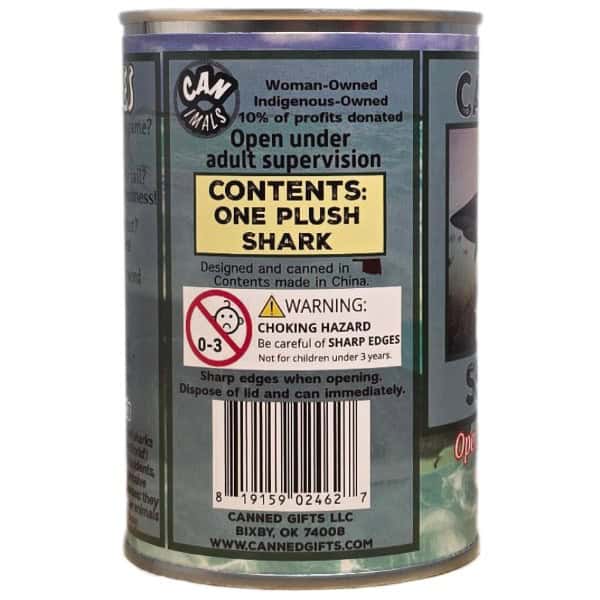 CAN
IMALS
Woman-Owned
Indigenous-Owned
10% of profits donated
Open under
adult supervision
CONTENTS:
ONE PLUSH
SHARK
Designed and canned in
Contents made in China.
0-3
WARNING:
CHOKING HAZARD
Be careful of SHARP EDGES
Not for children under 3 years.
Sharp edges when opening.
Dispose of lid and can immediately.
8 19159 02462 7
CANNED GIFTS LLC
BIXBY, OK 74008
WWW.CANNEDGIFTS.COM